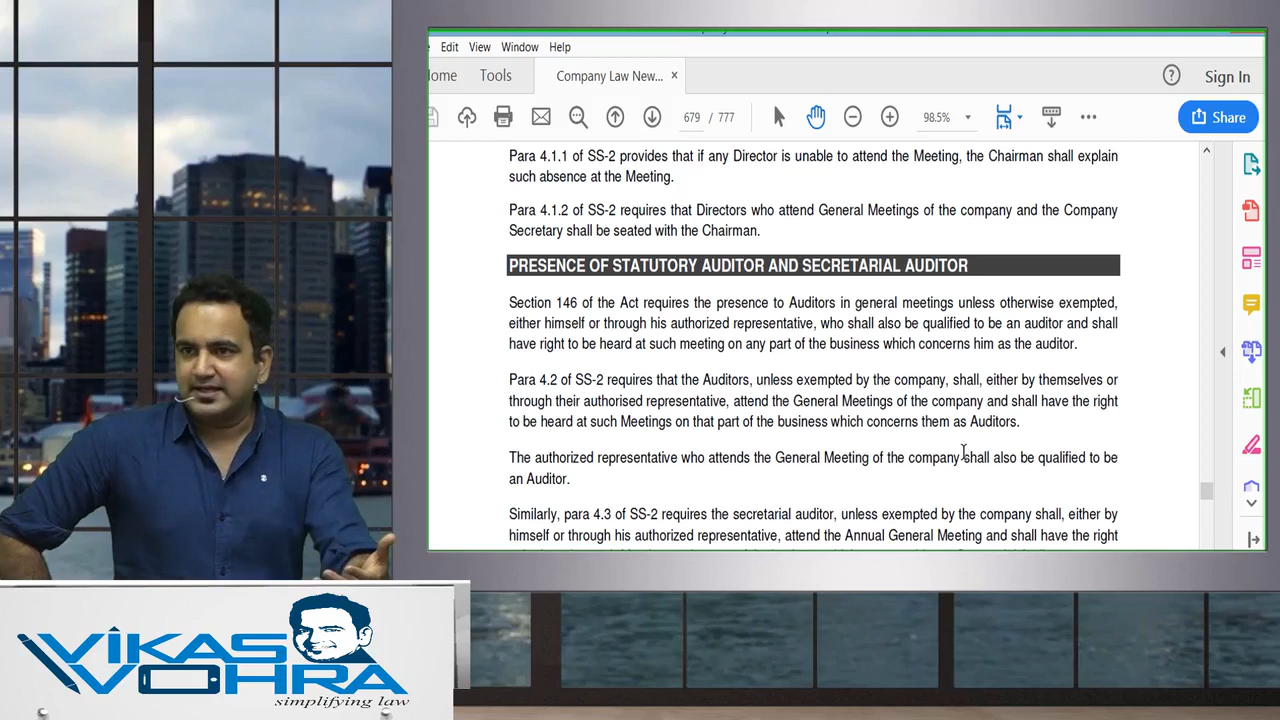 Edit View Window Help
Home Tools Company Law New... × Sign In
679 / 777 98.5% Share
Para 4.1.1 of SS-2 provides that if any Director is unable to attend the Meeting, the Chairman shall explain
such absence at the Meeting.
Para 4.1.2 of SS-2 requires that Directors who attend General Meetings of the company and the Company
Secretary shall be seated with the Chairman.
PRESENCE OF STATUTORY AUDITOR AND SECRETARIAL AUDITOR
Section 146 of the Act requires the presence to Auditors in general meetings unless otherwise exempted,
either himself or through his authorized representative, who shall also be qualified to be an auditor and shall
have right to be heard at such meeting on any part of the business which concerns him as the auditor.
Para 4.2 of SS-2 requires that the Auditors, unless exempted by the company, shall, either by themselves or
through their authorised representative, attend the General Meetings of the company and shall have the right
to be heard at such Meetings on that part of the business which concerns them as Auditors.
The authorized representative who attends the General Meeting of the company shall also be qualified to be
an Auditor.
Similarly, para 4.3 of SS-2 requires the secretarial auditor, unless exempted by the company shall, either by
himself or through his authorized representative, attend the Annual General Meeting and shall have the right
VIKAS
VOHRA
simplifying law